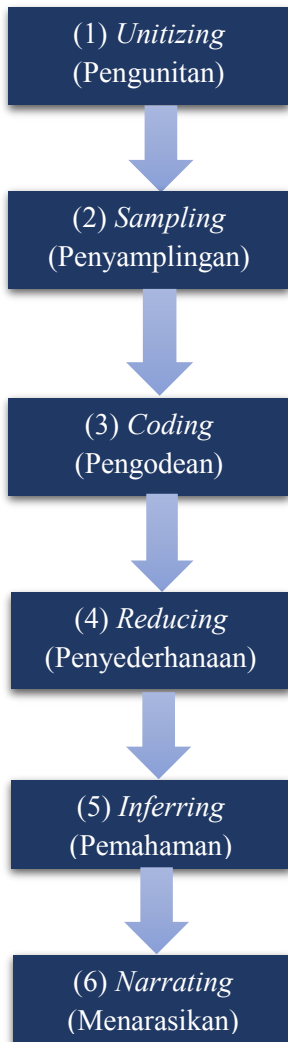 (1) Unitizing
(Pengunitan)
(2) Sampling
(Penyamplingan)
(3) Coding
(Pengodean)
(4) Reducing
(Penyederhanaan)
(5) Inferring
(Pemahaman)
(6) Narrating
(Menarasikan)